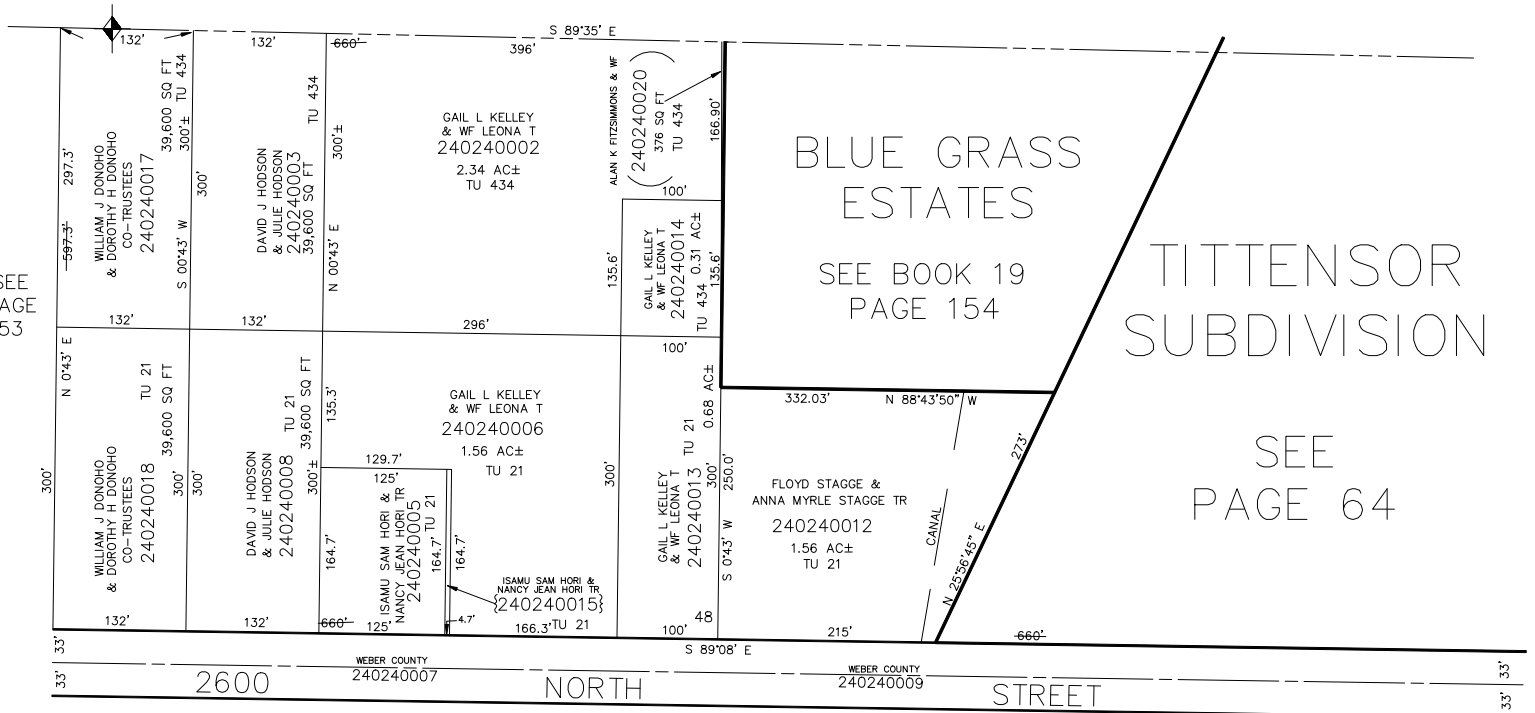 S 89°35' E
132'
132'
660'
396'
297.3'
597.3'
WILLIAM J DONOHO
& DOROTHY H DONOHO
CO-TRUSTEES
240240017
39,600 SQ FT
300'± TU 434
S 00°43' W
300'
DAVID J HODSON
& JULIE HODSON
240240003
39,600 SQ FT
TU 434
300'±
N 00°43' E
GAIL L KELLEY
& WF LEONA T
240240002
2.34 AC±
TU 434
ALAN K FITZSIMMONS & WF
240240020
376 SQ FT
TU 434
166.90'
100'
135.6'
GAIL L KELLEY
& WF LEONA T
240240014
TU 434 0.31 AC±
135.6'
BLUE GRASS
ESTATES
SEE BOOK 19
PAGE 154
TITTENSOR
SUBDIVISION
SEE
PAGE 64
SEE
AGE
53
132'
132'
296'
100'
N 0°43' E
300'
WILLIAM J DONOHO
& DOROTHY H DONOHO
CO-TRUSTEES
240240018
TU 21
39,600 SQ FT
300'
300'
DAVID J HODSON
& JULIE HODSON
240240008
TU 21
39,600 SQ FT
300'±
135.3'
164.7'
GAIL L KELLEY
& WF LEONA T
240240006
1.56 AC±
TU 21
129.7'
125'
ISAMU SAM HORI &
NANCY JEAN HORI TR
240240005
TU 21
164.7'
164.7'
ISAMU SAM HORI &
NANCY JEAN HORI TR
{240240015}
TU 21
300'
GAIL L KELLEY
& WF LEONA T
240240013
TU 21
0.68 AC±
300'
250.0'
S 0°43' W
48
332.03'
N 88°43'50" W
FLOYD STAGGE &
ANNA MYRLE STAGGE TR
240240012
1.56 AC±
TU 21
CANAL
273'
N 25°56'45" E
132'
132'
660'
125'
4.7'
166.3'
100'
215'
660'
S 89°08' E
33'
33'
WEBER COUNTY
240240007
WEBER COUNTY
240240009
2600 NORTH STREET
33'
33'